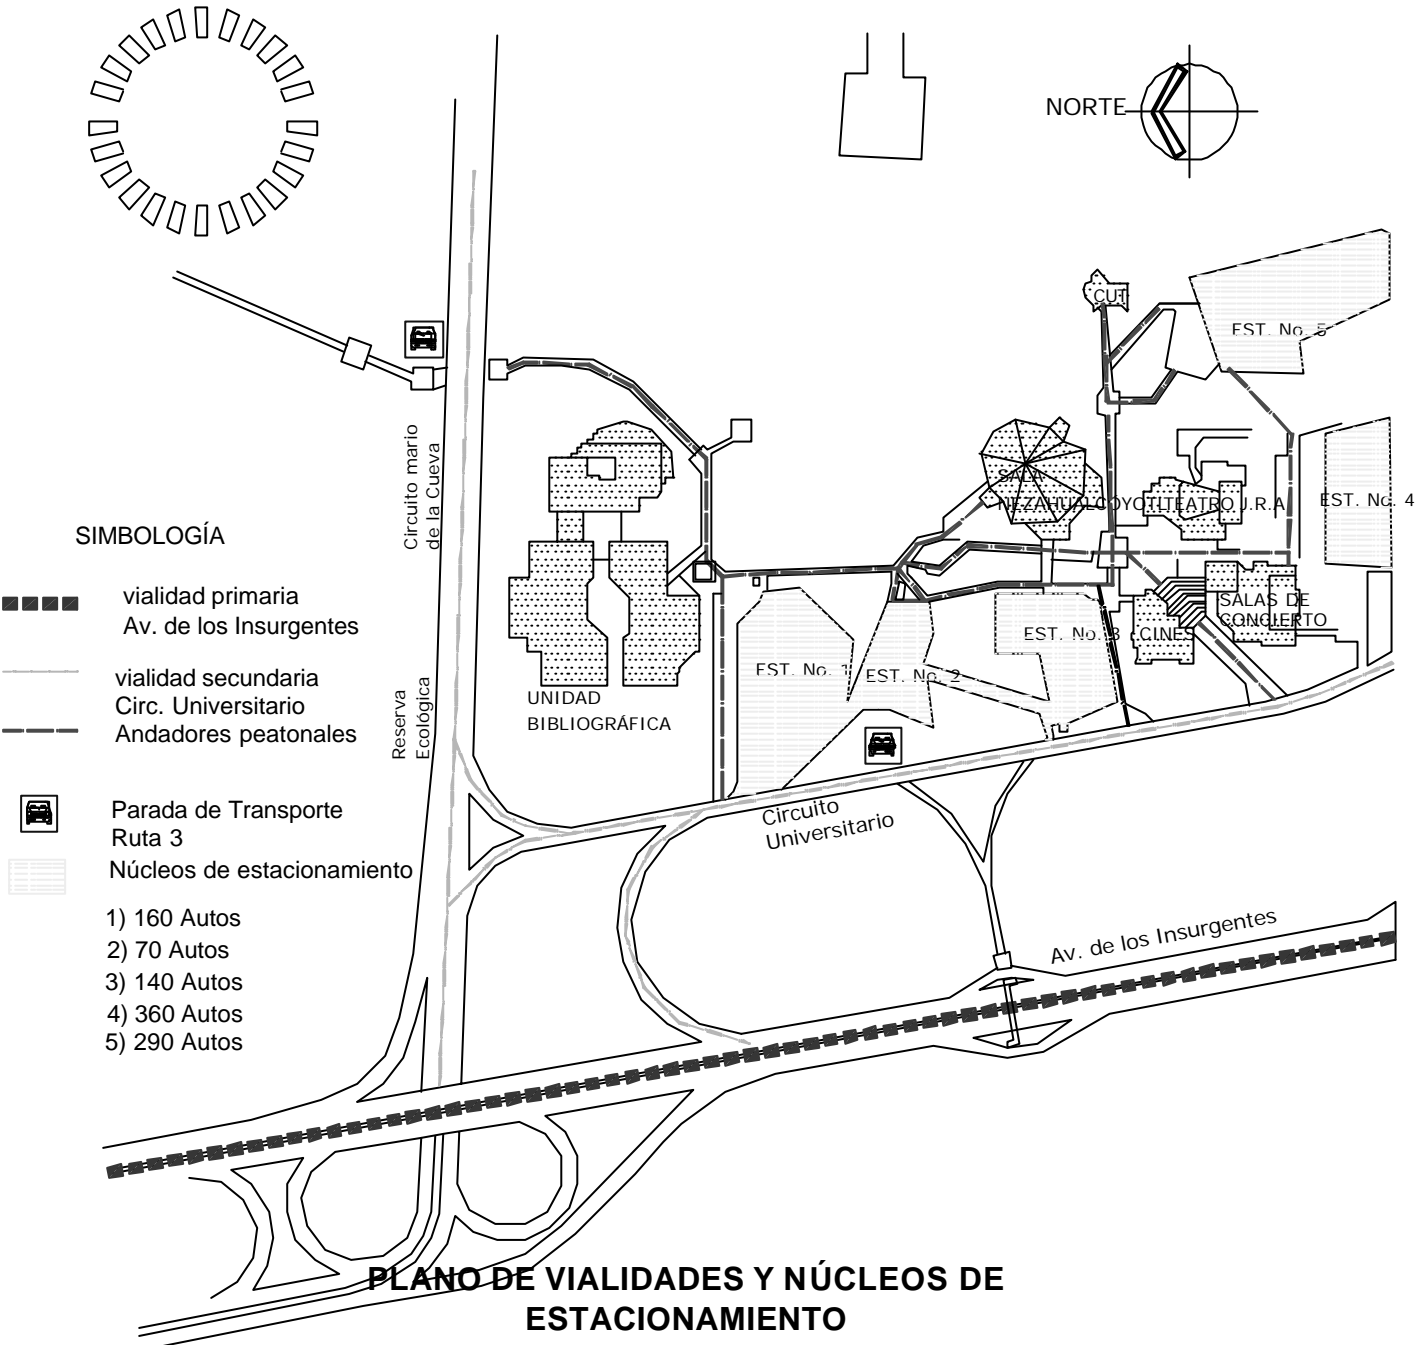 NORTE
CUT
EST. No. 5
Circuito mario
de la Cueva
SALA
NEZAHUALCÓYOTL
TEATRO J.R.A
EST. No. 4
SIMBOLOGÍA
vialidad primaria
Av. de los Insurgentes
vialidad secundaria
Circ. Universitario
Andadores peatonales
Parada de Transporte
Ruta 3
Núcleos de estacionamiento
1) 160 Autos
2) 70 Autos
3) 140 Autos
4) 360 Autos
5) 290 Autos
Reserva
Ecológica
UNIDAD
BIBLIOGRÁFICA
EST. No. 1
EST. No. 2
EST. No. 3
CINES
SALAS DE
CONCIERTO
Circuito
Universitario
Av. de los Insurgentes
PLANO DE VIALIDADES Y NÚCLEOS DE
ESTACIONAMIENTO